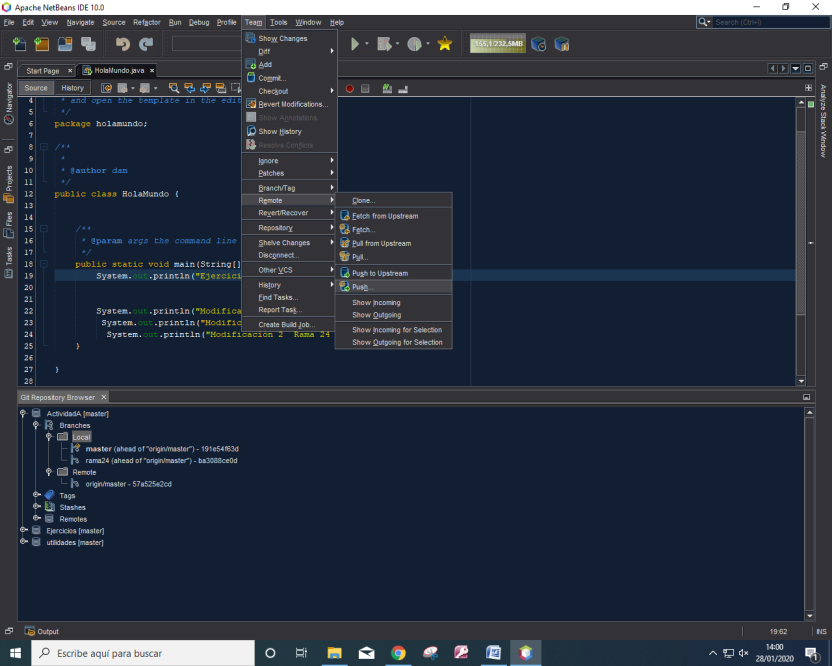 Apache NetBeans IDE 10.0
File Edit View Navigate Source Refactor Run Debug Profile Team Tools Window Help
Search (Ctrl+I)
155,1/232,5MB
Start Page × HolaMundo.java ×
Source History
Navigator
Projects
Files
Tasks
Analyze Stack Window
4 * and open the template in the edit
5 */
6 package holamundo;
7
8 /**
9 *
10 * @author dam
11 */
12 public class HolaMundo {
13
14
15 /**
16 * @param args the command line
17 */
18 public static void main(String[]
19 System.out.println("Ejercici
20
21
22 System.out.println("Modifica
23 System.out.println("Modific
24 System.out.println("Modificación 2 Rama 24
25 }
26
27 }
28
Show Changes
Diff
Add
Commit...
Checkout
Revert Modifications...
Show Annotations
Show History
Resolve Conflicts
Ignore
Patches
Branch/Tag
Remote
Revert/Recover
Repository
Shelve Changes
Disconnect...
Other VCS
History
Find Tasks...
Report Task...
Create Build Job...
Clone...
Fetch from Upstream
Fetch...
Pull from Upstream
Pull...
Push to Upstream
Push...
Show Incoming
Show Outgoing
Show Incoming for Selection
Show Outgoing for Selection
Git Repository Browser ×
ActividadA [master]
Branches
Local
master (ahead of "origin/master") - 191e54f63d
rama24 (ahead of "origin/master") - ba3088ce0d
Remote
origin/master - 57a525e2cd
Tags
Stashes
Remotes
Ejercicios [master]
utilidades [master]
Output
19:62 INS
Escribe aquí para buscar
14:00
28/01/2020
1